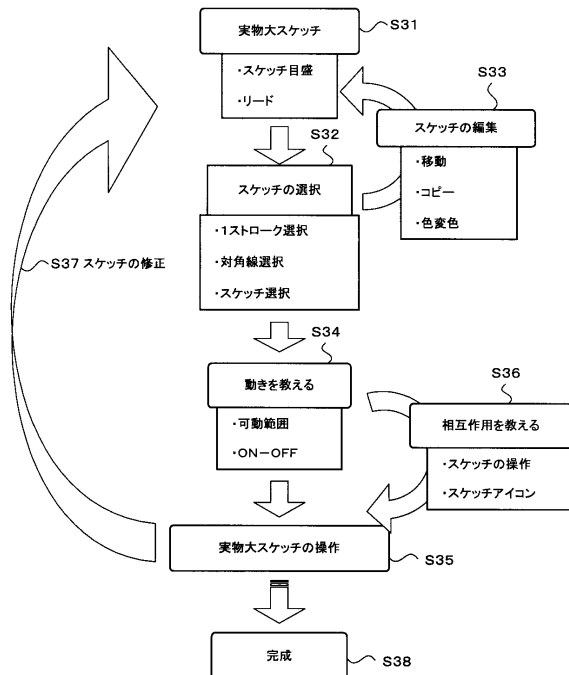 実物大スケッチ
S31
・スケッチ目盛
・リード
S33
スケッチの編集
・移動
・コピー
・色変色
S32
スケッチの選択
・1ストローク選択
・対角線選択
・スケッチ選択
S37 スケッチの修正
S34
動きを教える
・可動範囲
・ON－OFF
S36
相互作用を教える
・スケッチの操作
・スケッチアイコン
実物大スケッチの操作
S35
完成
S38